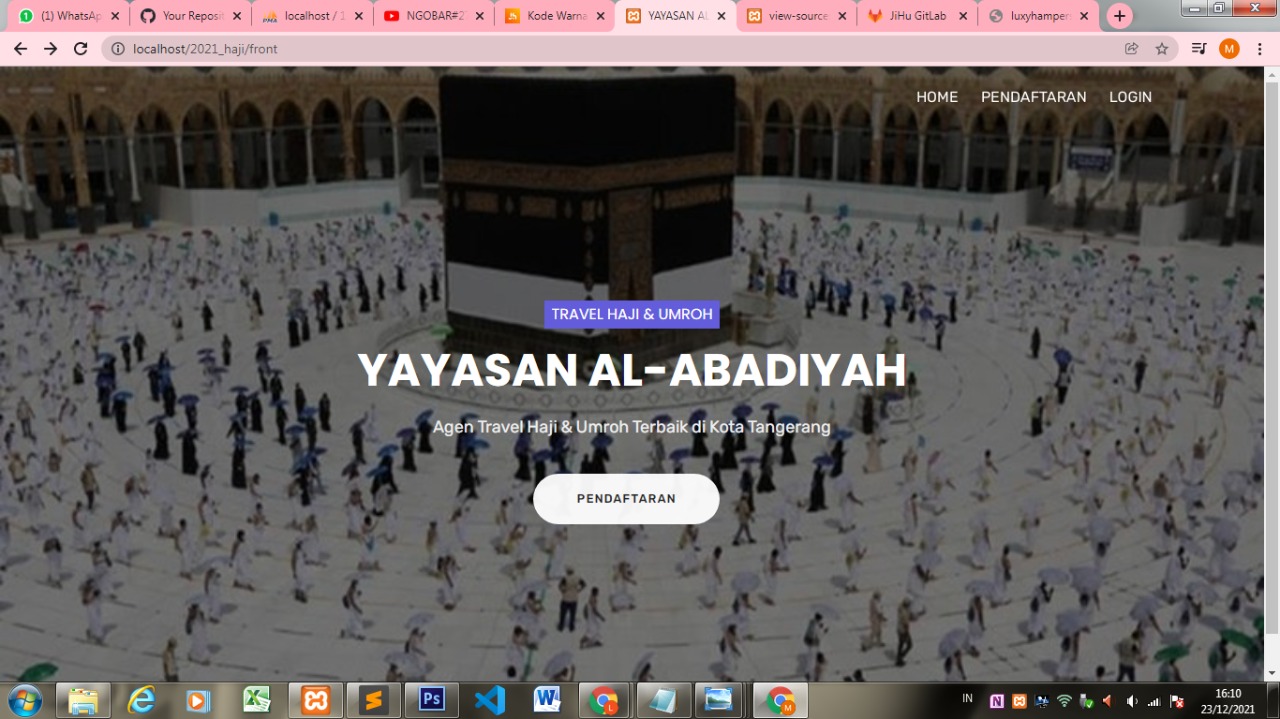 (1) WhatsAp
Your Reposit
localhost / 1
NGOBAR#2
Kode Warna
YAYASAN AL
view-source
JiHu GitLab
luxyhampers
localhost/2021_haji/front
M
HOME PENDAFTARAN LOGIN
TRAVEL HAJI & UMROH
YAYASAN AL-ABADIYAH
Agen Travel Haji & Umroh Terbaik di Kota Tangerang
PENDAFTARAN
IN
16:10
23/12/2021